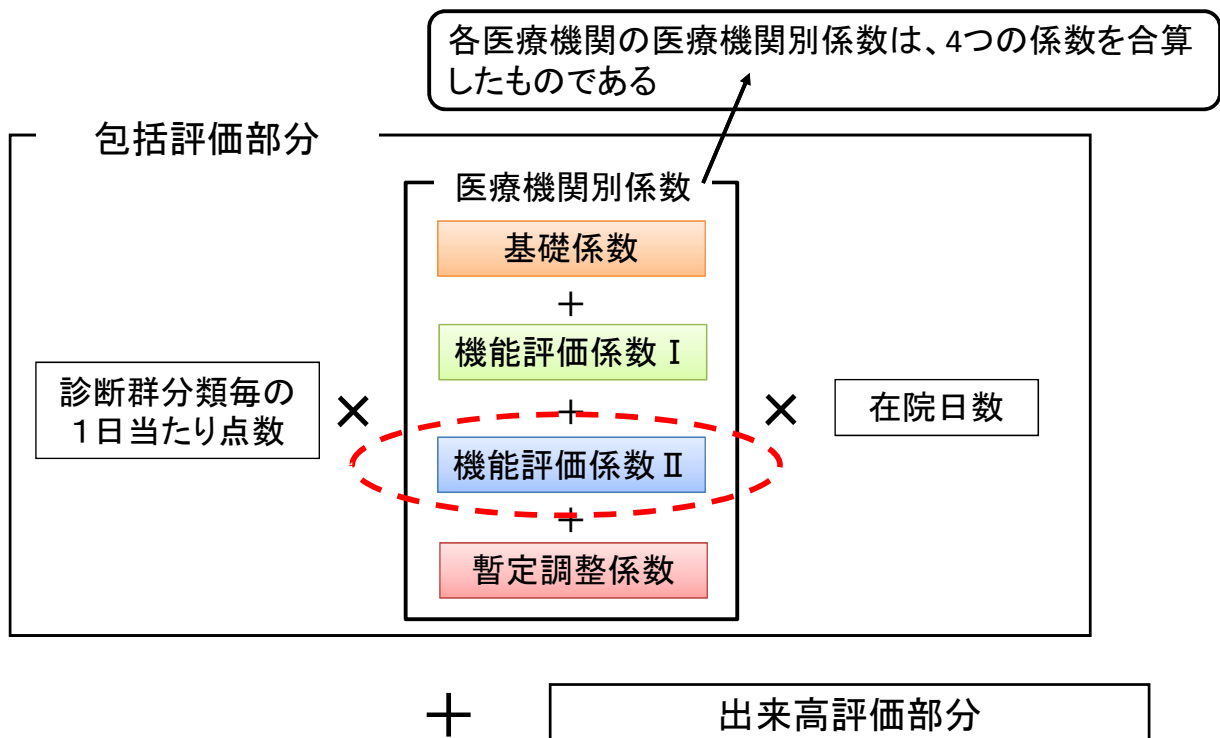 各医療機関の医療機関別係数は、4つの係数を合算
したものである
包括評価部分
医療機関別係数
基礎係数
＋
機能評価係数Ⅰ
診断群分類毎の
１日当たり点数
×
＋
×
在院日数
機能評価係数Ⅱ
＋
暫定調整係数
＋
出来高評価部分